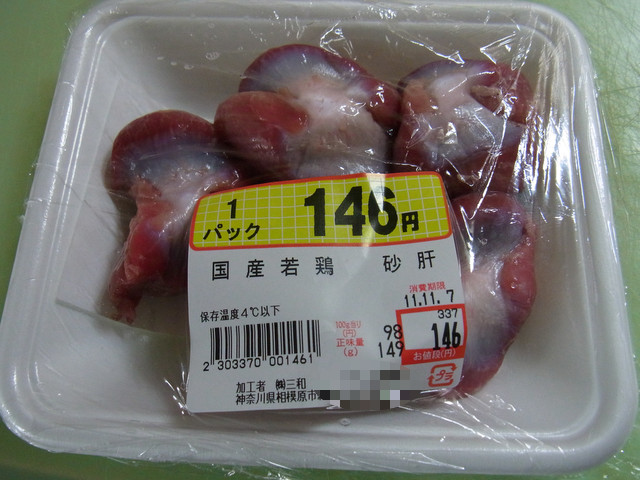 1
パック
146円
国産若鶏 砂肝
消費期限
11.11.7
保存温度4℃以下
337
100g当り(円) 98
正味量(g) 149
146
お値段(円)
2 303370 001461
プラ
加工者 ㈱三和
神奈川県相模原市